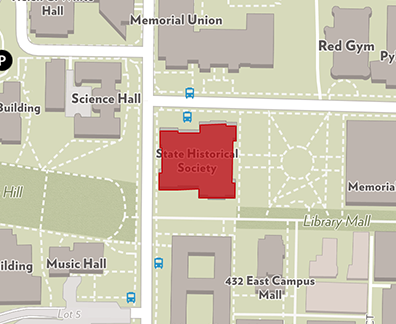 Hall
Memorial Union
Red Gym
Py
P
Science Hall
Building
State Historical
Society
Memoria
Hill
Library Mall
Music Hall
ilding
432 East Campus
Mall
Lot 5